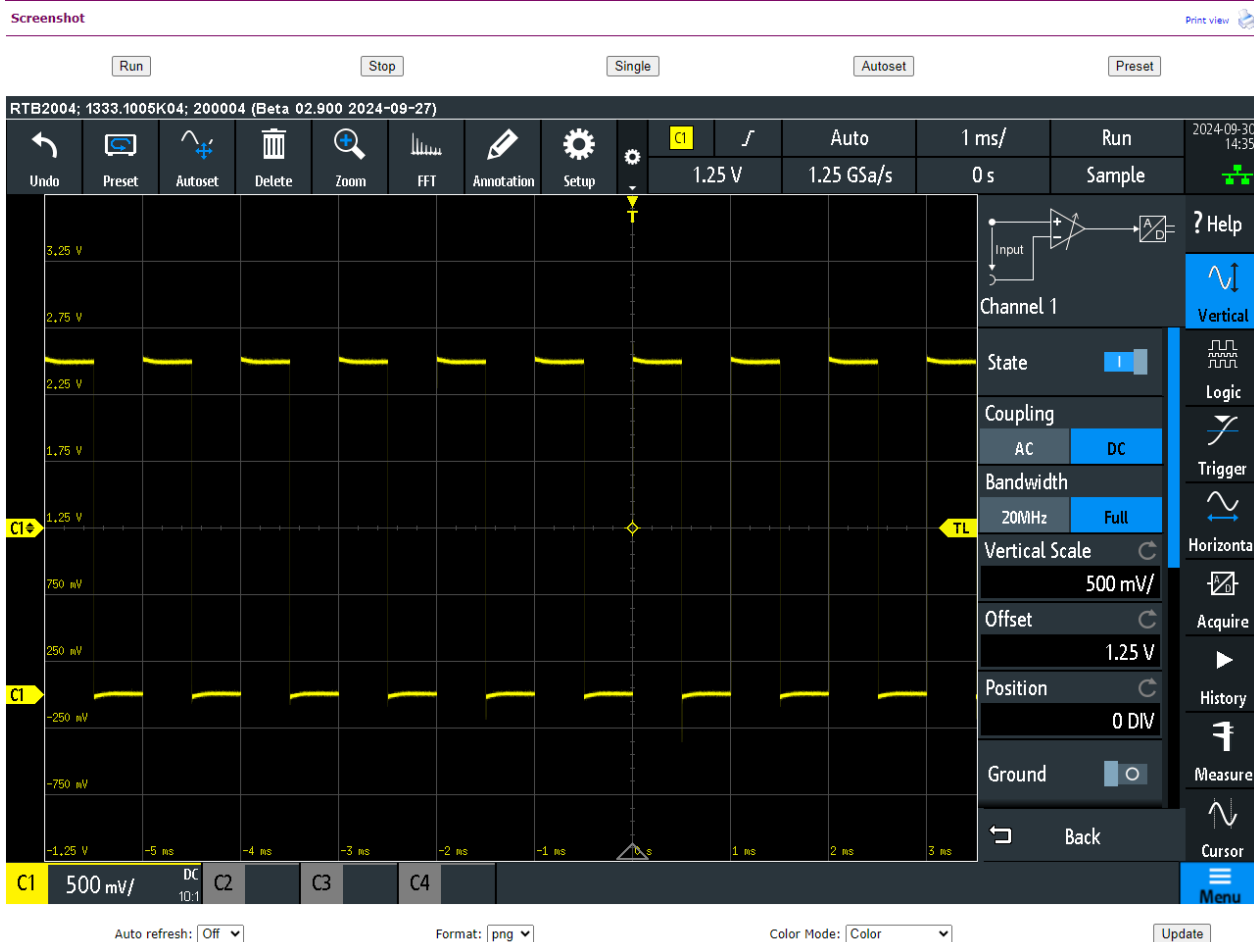 Screenshot
Print view
Run Stop Single Autoset Preset
RTB2004; 1333.1005K04; 200004 (Beta 02.900 2024-09-27)
Undo Preset Autoset Delete Zoom FFT Annotation Setup
C1 Auto 1 ms/ Run
1.25 V 1.25 GSa/s 0 s Sample
2024-09-30
14:35
T
3.25 V
2.75 V
2.25 V
1.75 V
1.25 V
750 mV
250 mV
-250 mV
-750 mV
-1.25 V -5 ms -4 ms -3 ms -2 ms -1 ms 0 s 1 ms 2 ms 3 ms
C1
TL
C1
Input
A
D
Channel 1
State
Coupling
AC DC
Bandwidth
20MHz Full
Vertical Scale
500 mV/
Offset
1.25 V
Position
0 DIV
Ground
Back
? Help
Vertical
Logic
Trigger
Horizonta
A
D
Acquire
History
Measure
Cursor
Menu
C1 500 mV/ DC
10:1
C2 C3 C4
Auto refresh: Off Format: png Color Mode: Color Update